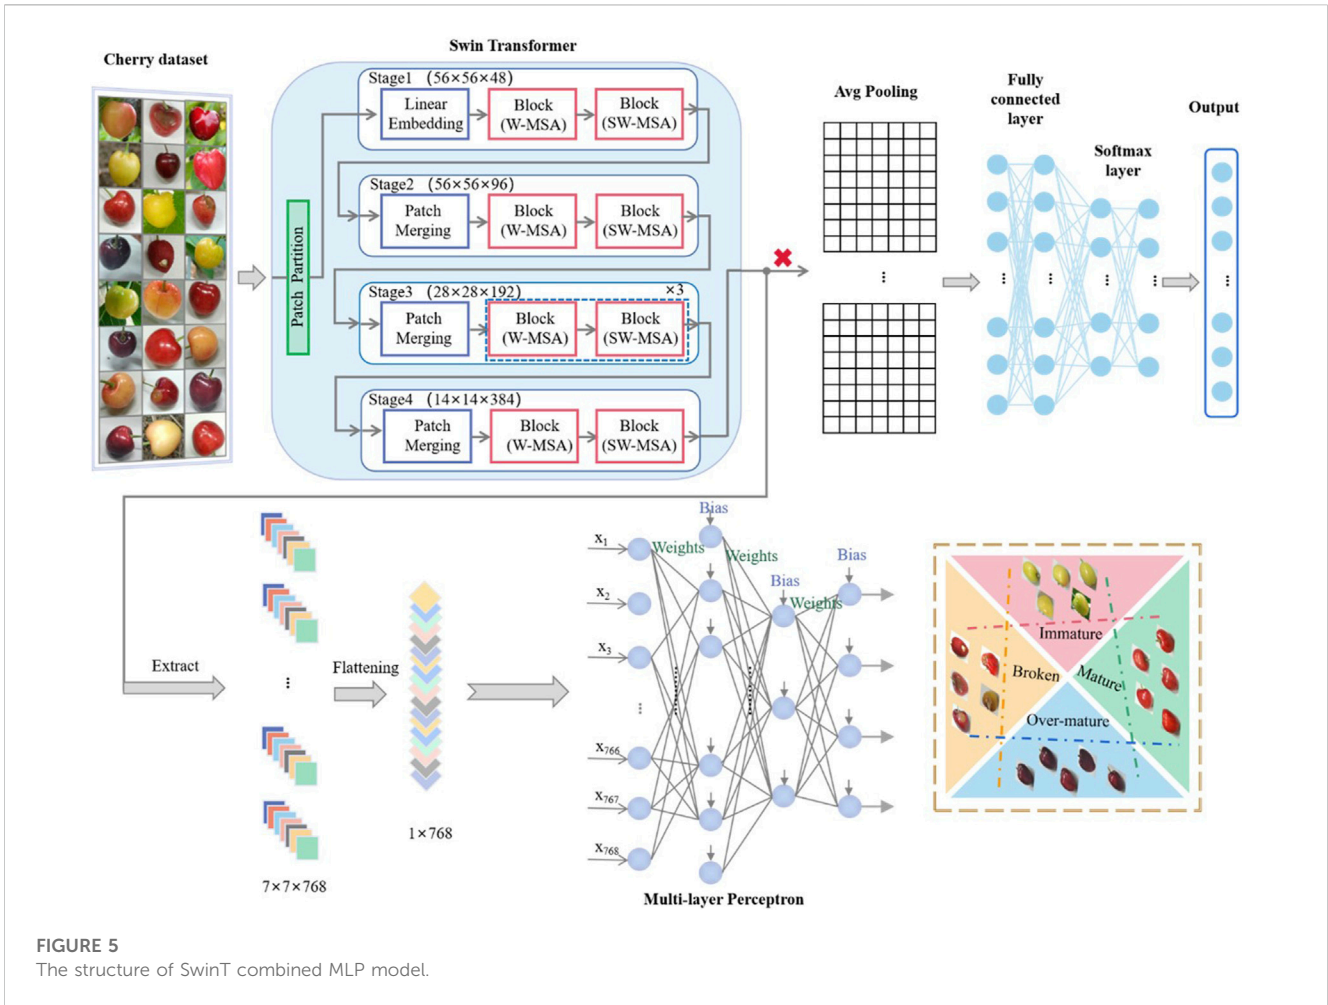 Cherry dataset
Swin Transformer
Stage1 (56×56×48)
Linear
Embedding
Block
(W-MSA)
Block
(SW-MSA)
Stage2 (56×56×96)
Patch
Merging
Block
(W-MSA)
Block
(SW-MSA)
Patch Partition
Stage3 (28×28×192)
×3
Patch
Merging
Block
(W-MSA)
Block
(SW-MSA)
Stage4 (14×14×384)
Patch
Merging
Block
(W-MSA)
Block
(SW-MSA)
Avg Pooling
Fully
connected
layer
Softmax
layer
Output
Extract
7×7×768
Flattening
1×768
x1
x2
x3
x766
x767
x768
Bias
Weights
Weights
Bias
Weights
Bias
Multi-layer Perceptron
Immature
Broken
Mature
Over-mature
FIGURE 5
The structure of SwinT combined MLP model.